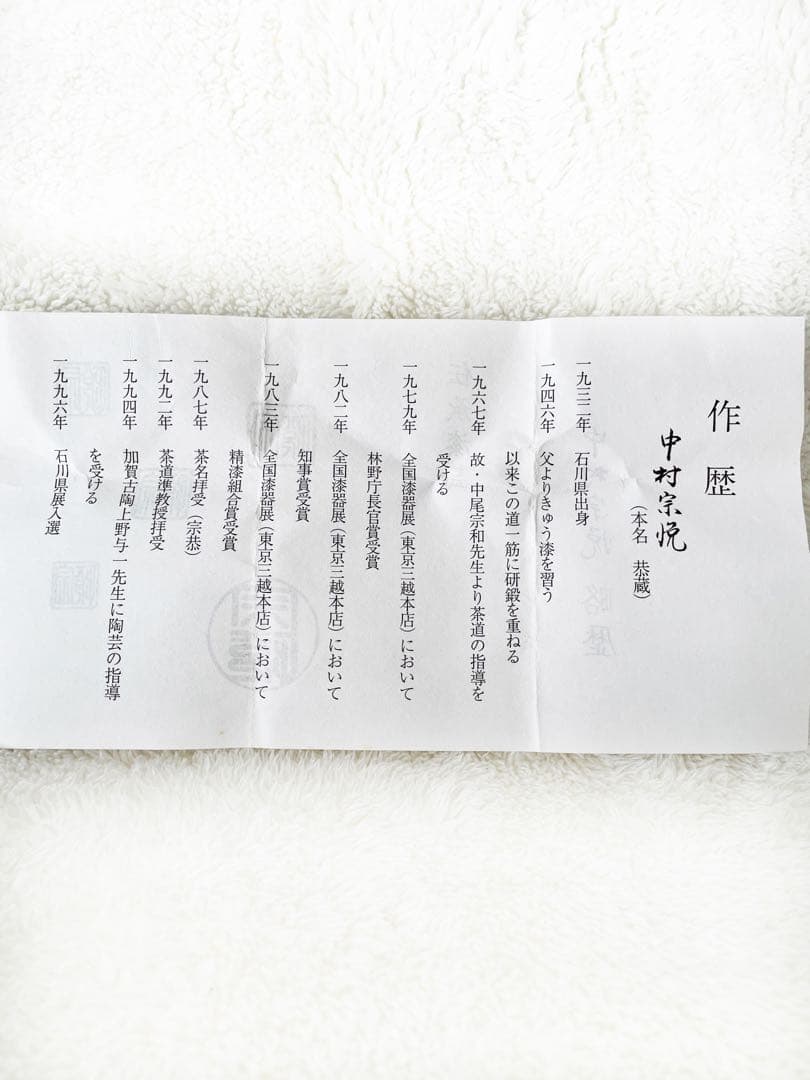 作歴
中村宗悦
(本名 恭蔵)
一九三二年 石川県出身
一九四六年 父よりきゅう漆を習う
以来この道一筋に研鍛を重ねる
一九六七年 故・中尾宗和先生より茶道の指導を
受ける
一九七九年 全国漆器展(東京三越本店)において
林野庁長官賞受賞
一九八二年 全国漆器展(東京三越本店)において
知事賞受賞
一九八三年 全国漆器展(東京三越本店)において
精漆組合賞受賞
一九八七年 茶名拝受(宗恭)
一九九二年 茶道準教授拝受
一九九四年 加賀古陶上野与一先生に陶芸の指導
を受ける
一九九六年 石川県展入選